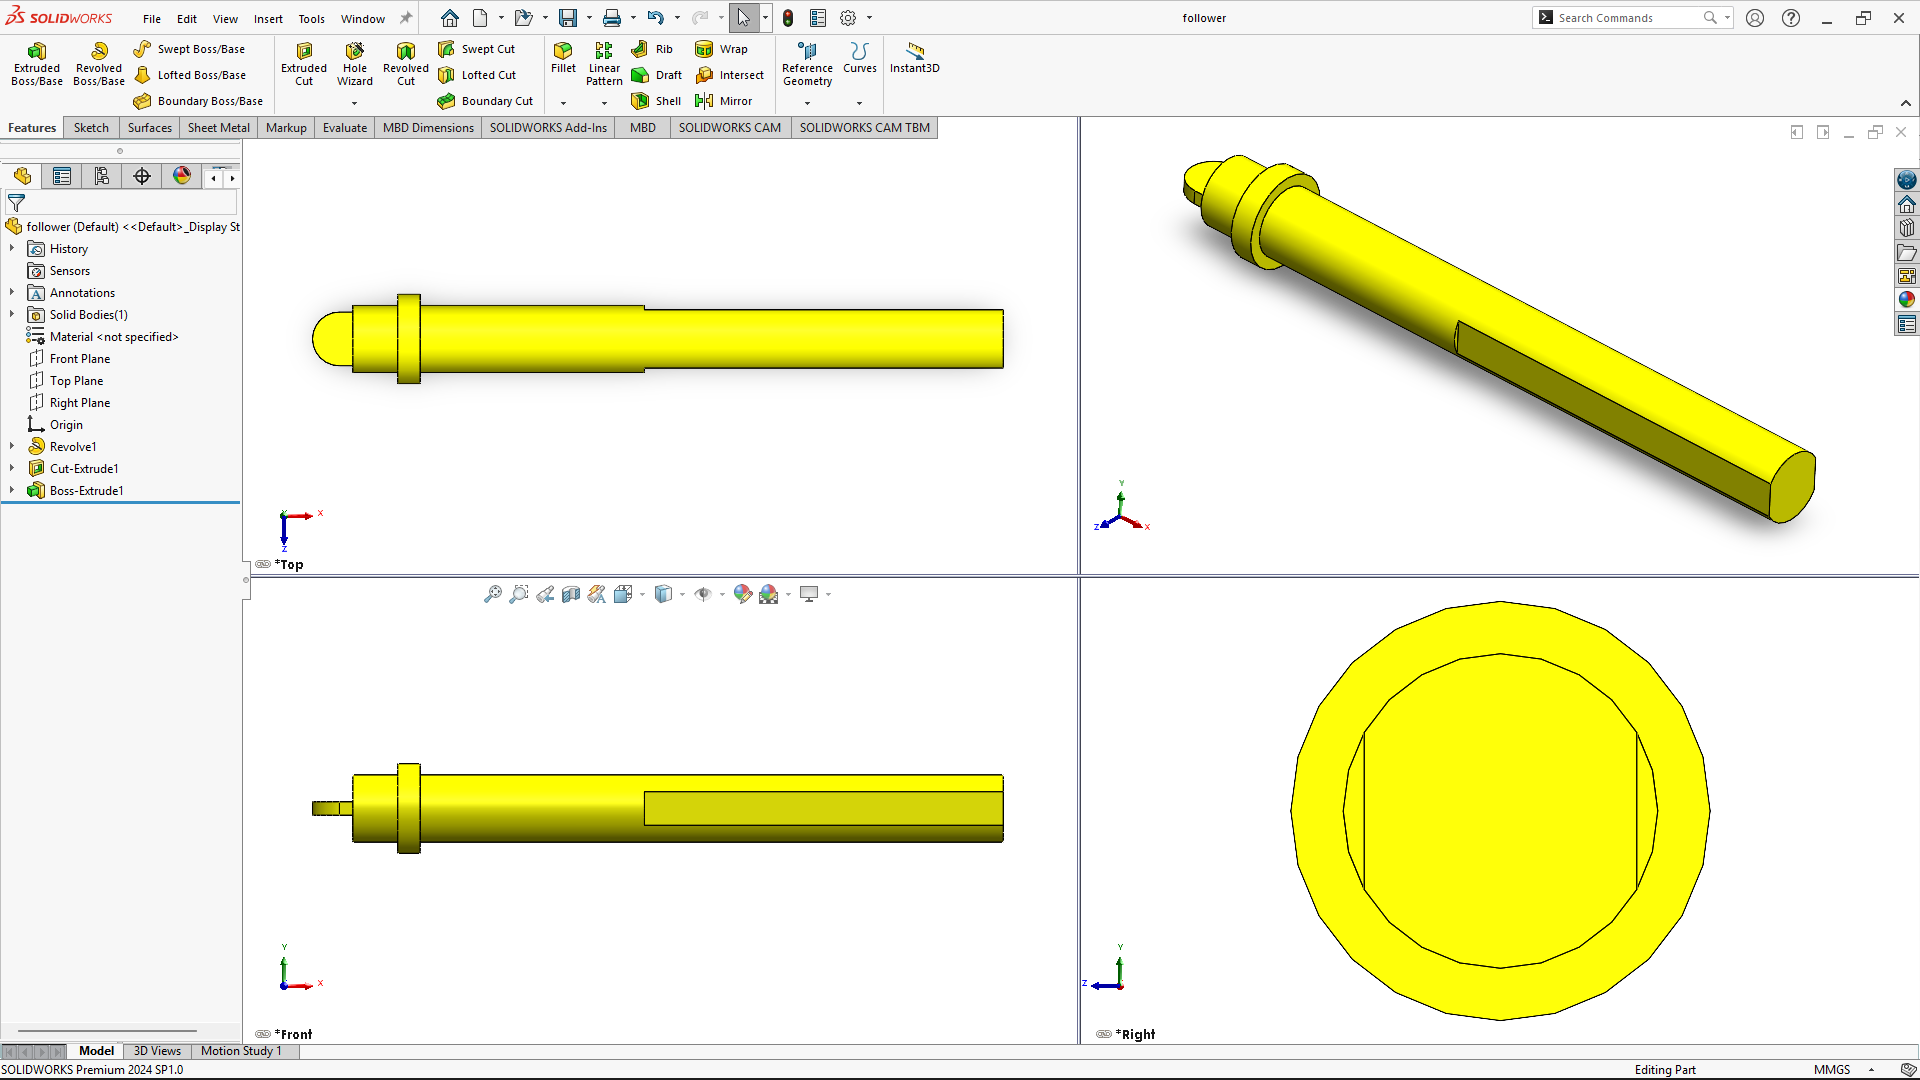 SOLIDWORKS
File Edit View Insert Tools Window
follower
Search Commands
Extruded Boss/Base
Revolved Boss/Base
Swept Boss/Base
Lofted Boss/Base
Boundary Boss/Base
Extruded Cut
Hole Wizard
Revolved Cut
Swept Cut
Lofted Cut
Boundary Cut
Fillet
Linear Pattern
Rib
Draft
Shell
Wrap
Intersect
Mirror
Reference Geometry
Curves
Instant3D
Features Sketch Surfaces Sheet Metal Markup Evaluate MBD Dimensions SOLIDWORKS Add-Ins MBD SOLIDWORKS CAM SOLIDWORKS CAM TBM
follower (Default) <<Default>_Display St
History
Sensors
Annotations
Solid Bodies(1)
Material <not specified>
Front Plane
Top Plane
Right Plane
Origin
Revolve1
Cut-Extrude1
Boss-Extrude1
Y X
Z
*Top
Y
Z X
Y
X
*Front
Y
Z
*Right
Model 3D Views Motion Study 1
SOLIDWORKS Premium 2024 SP1.0
Editing Part
MMGS